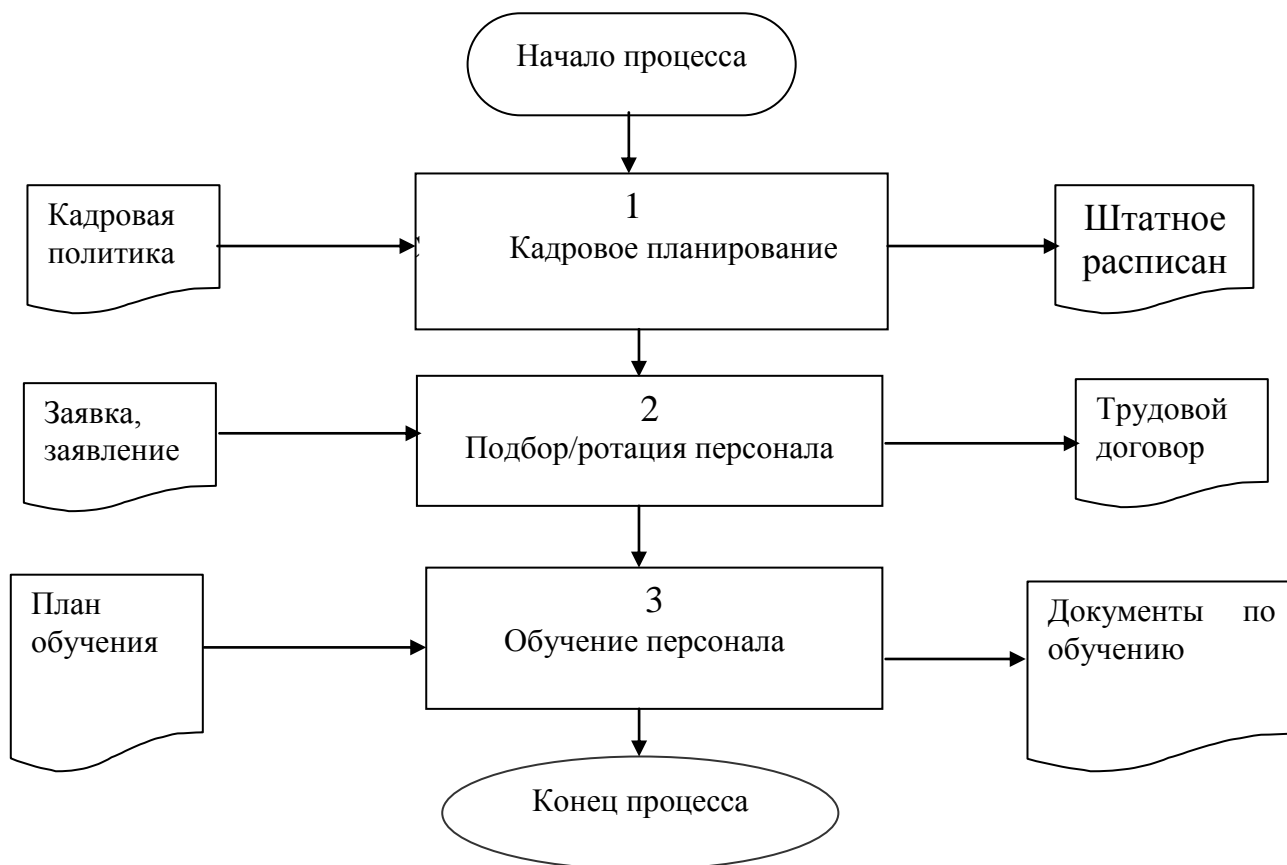 Начало процесса
Кадровая
политика
1
Кадровое планирование
Штатное
расписан
Заявка,
заявление
2
Подбор/ротация персонала
Трудовой
договор
План
обучения
3
Обучение персонала
Документы по
обучению
Конец процесса